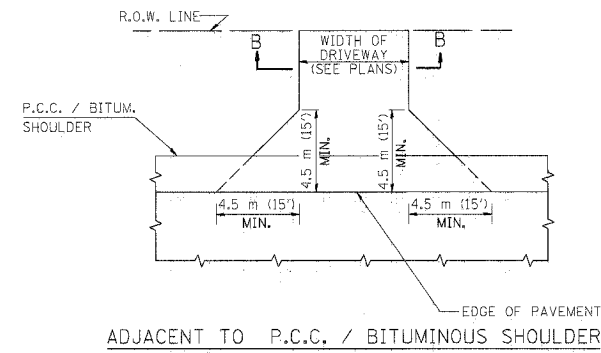 R.O.W. LINE
B
WIDTH OF
DRIVEWAY
(SEE PLANS)
B
P.C.C. / BITUM.
SHOULDER
4.5 m (15')
MIN.
4.5 m (15')
MIN.
4.5 m (15')
MIN.
4.5 m (15')
MIN.
EDGE OF PAVEMENT
ADJACENT TO P.C.C. / BITUMINOUS SHOULDER